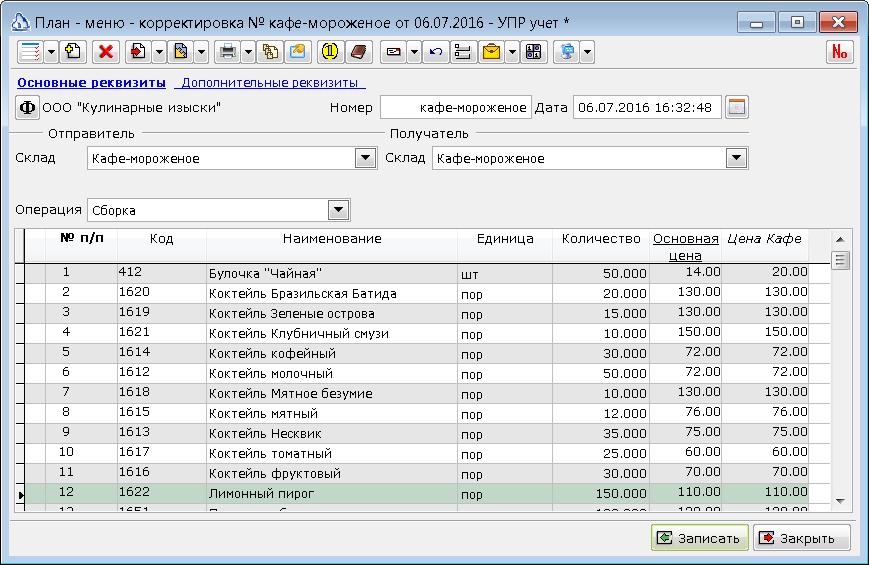 План - меню - корректировка № кафе-мороженое от 06.07.2016 - УПР учет *
№
Основные реквизиты Дополнительные реквизиты
Ф ООО "Кулинарные изыски" Номер кафе-мороженое Дата 06.07.2016 16:32:48
Отправитель Получатель
Склад Кафе-мороженое Склад Кафе-мороженое
Операция Сборка
№ п/п Код Наименование Единица Количество Основная цена Цена Кафе
1 412 Булочка "Чайная" шт 50.000 14.00 20.00
2 1620 Коктейль Бразильская Батида пор 20.000 130.00 130.00
3 1619 Коктейль Зеленые острова пор 15.000 130.00 130.00
4 1621 Коктейль Клубничный смузи пор 10.000 150.00 150.00
5 1614 Коктейль кофейный пор 30.000 72.00 72.00
6 1612 Коктейль молочный пор 50.000 72.00 72.00
7 1618 Коктейль Мятное безумие пор 10.000 130.00 130.00
8 1615 Коктейль мятный пор 12.000 76.00 76.00
9 1613 Коктейль Несквик пор 35.000 75.00 75.00
10 1617 Коктейль томатный пор 25.000 60.00 60.00
11 1616 Коктейль фруктовый пор 30.000 70.00 70.00
12 1622 Лимонный пирог пор 150.000 110.00 110.00
Записать Закрыть